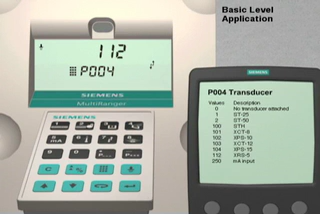 Basic Level
Application
112
P004
SIEMENS
MultiRanger
SIEMENS
SIEMENS
P004 Transducer
Values Description
0 No transducer attached
1 ST-25
2 ST-50
100 STH
101 XCT-8
102 XPS-10
103 XCT-12
104 XPS-15
112 XRS-5
250 mA input